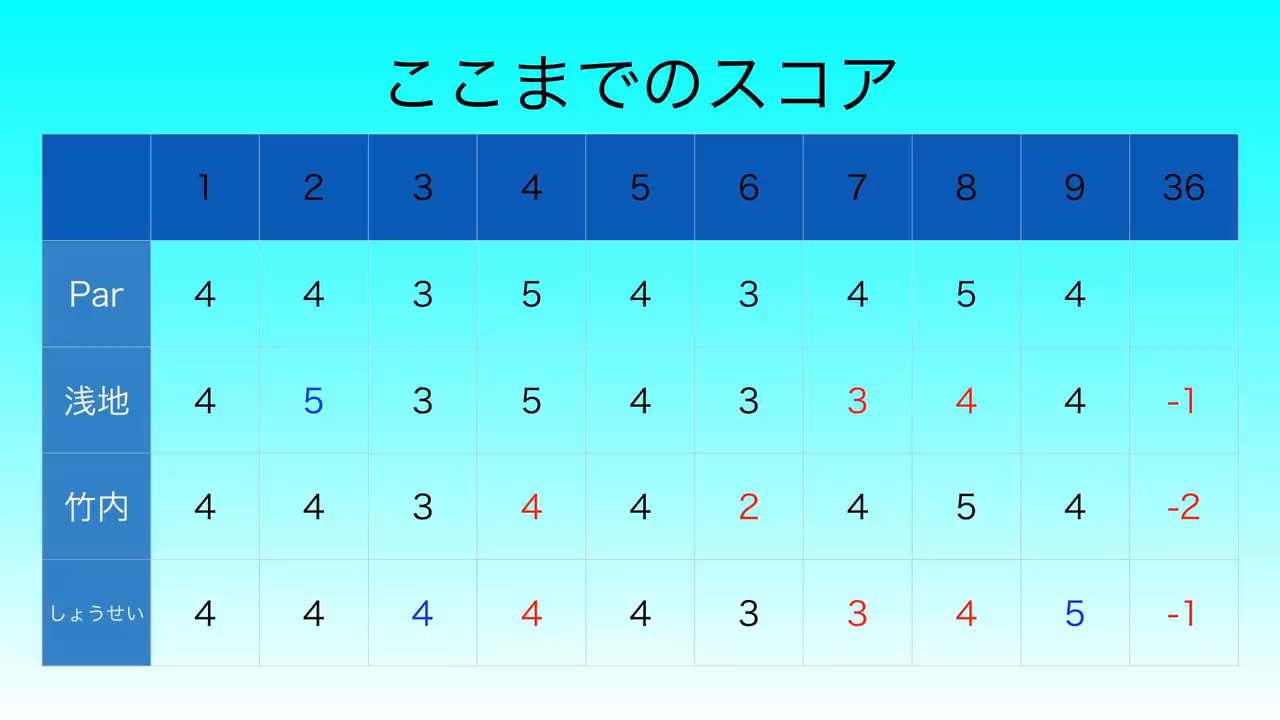 ここまでのスコア
1 2 3 4 5 6 7 8 9 36
Par 4 4 3 5 4 3 4 5 4
浅地 4 5 3 5 4 3 3 4 4 -1
竹内 4 4 3 4 4 2 4 5 4 -2
しょうせい 4 4 4 4 4 3 3 4 5 -1